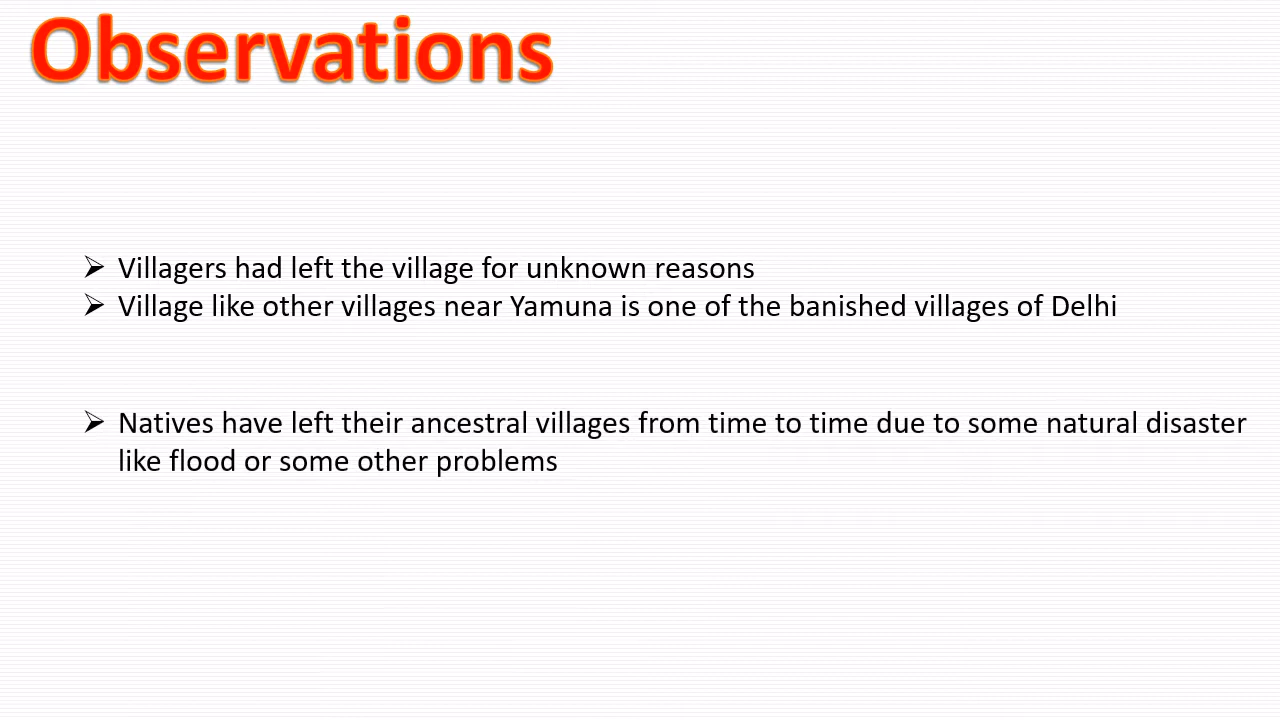 Observations
➢ Villagers had left the village for unknown reasons
➢ Village like other villages near Yamuna is one of the banished villages of Delhi
➢ Natives have left their ancestral villages from time to time due to some natural disaster
like flood or some other problems